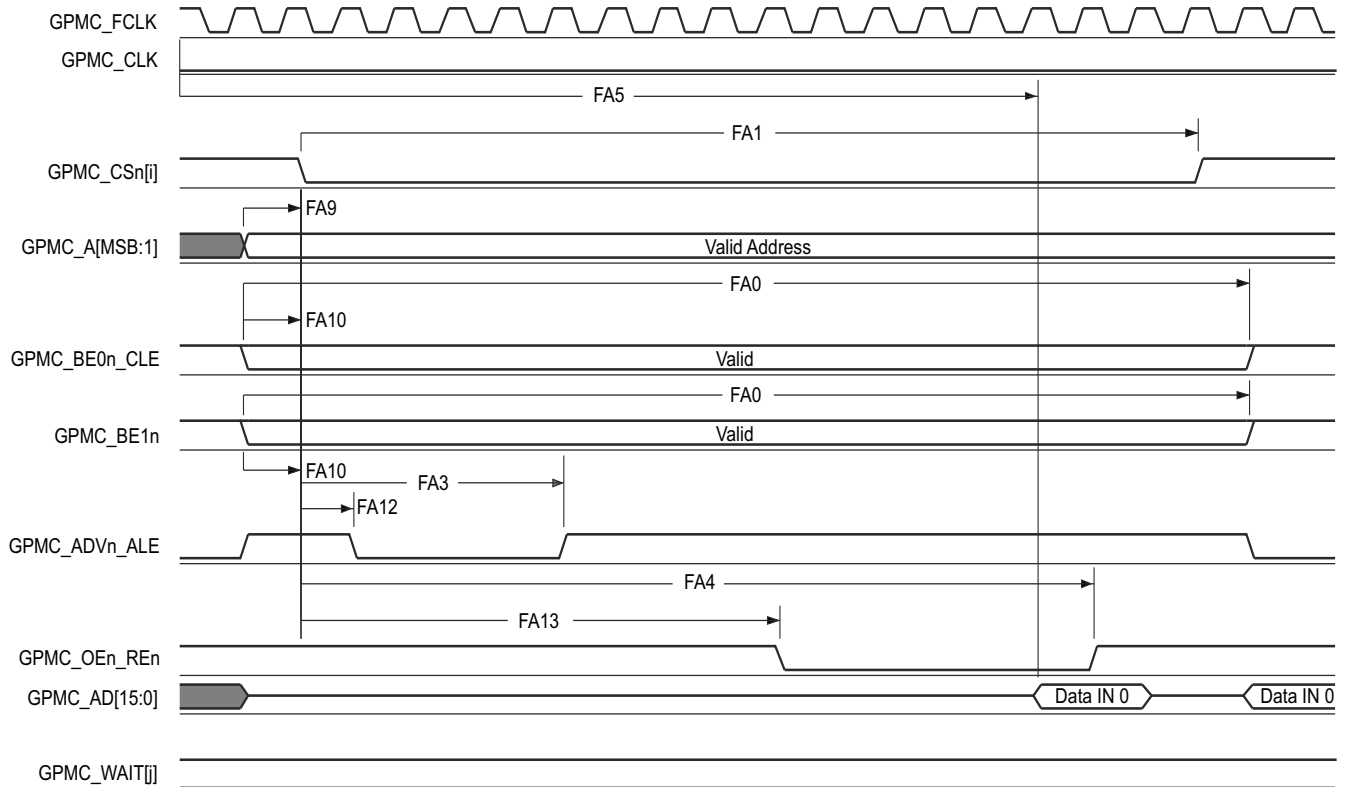 GPMC_FCLK
GPMC_CLK
FA5
FA1
GPMC_CSn[i]
FA9
GPMC_A[MSB:1]
Valid Address
FA0
FA10
GPMC_BE0n_CLE
Valid
FA0
GPMC_BE1n
Valid
FA10
FA3
FA12
GPMC_ADVn_ALE
FA4
FA13
GPMC_OEn_REn
GPMC_AD[15:0]
Data IN 0
Data IN 0
GPMC_WAIT[j]